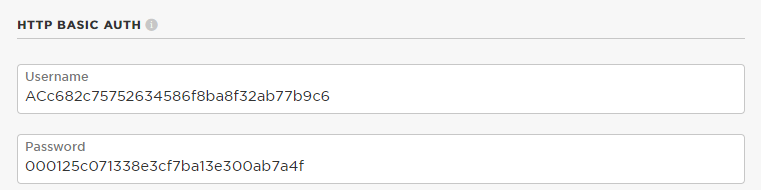 HTTP BASIC AUTH
Username
ACc682c75752634586f8ba8f32ab77b9c6
Password
000125c071338e3cf7ba13e300ab7a4f